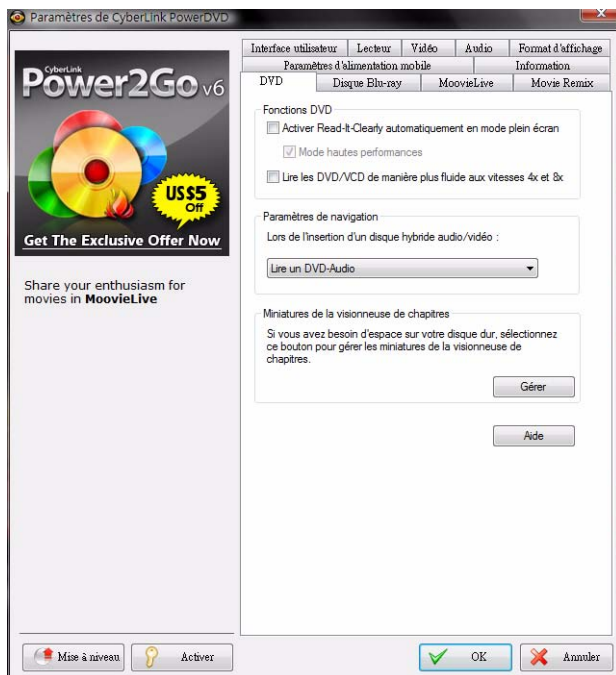 Paramètres de CyberLink PowerDVD
CyberLink
Power2Go v6
US$5
Off
Get The Exclusive Offer Now
Share your enthusiasm for
movies in MoovieLive
Interface utilisateur Lecteur Vidéo Audio Format d'affichage
Paramètres d'alimentation mobile Information
DVD Disque Blu-ray MoovieLive Movie Remix
Fonctions DVD
Activer Read-It-Clearly automatiquement en mode plein écran
Mode hautes performances
Lire les DVD/VCD de manière plus fluide aux vitesses 4x et 8x
Paramètres de navigation
Lors de l'insertion d'un disque hybride audio/vidéo :
Lire un DVD-Audio
Miniatures de la visionneuse de chapitres
Si vous avez besoin d'espace sur votre disque dur, sélectionnez
ce bouton pour gérer les miniatures de la visionneuse de
chapitres.
Gérer
Aide
Mise à niveau Activer OK Annuler